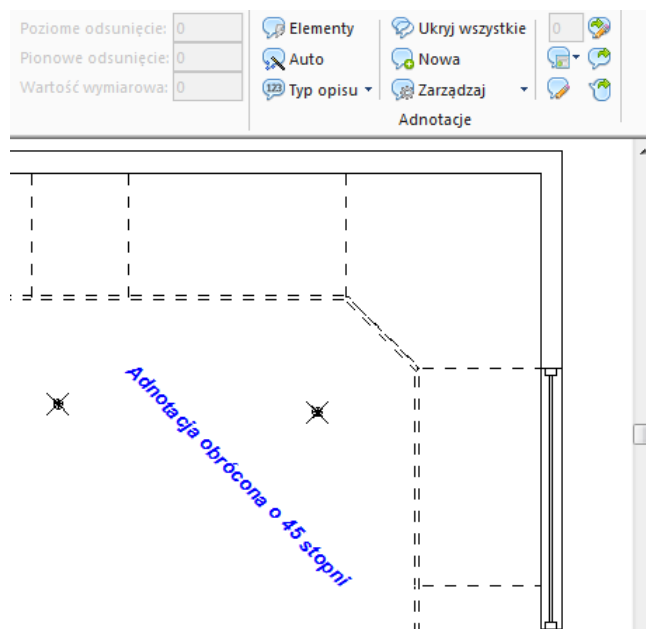 Poziome odsunięcie: 0
Pionowe odsunięcie: 0
Wartość wymiarowa: 0
Elementy
Auto
123 Typ opisu
Ukryj wszystkie
Nowa
Zarządzaj
0
Adnotacje
Adnotacja obrócona o 45 stopni